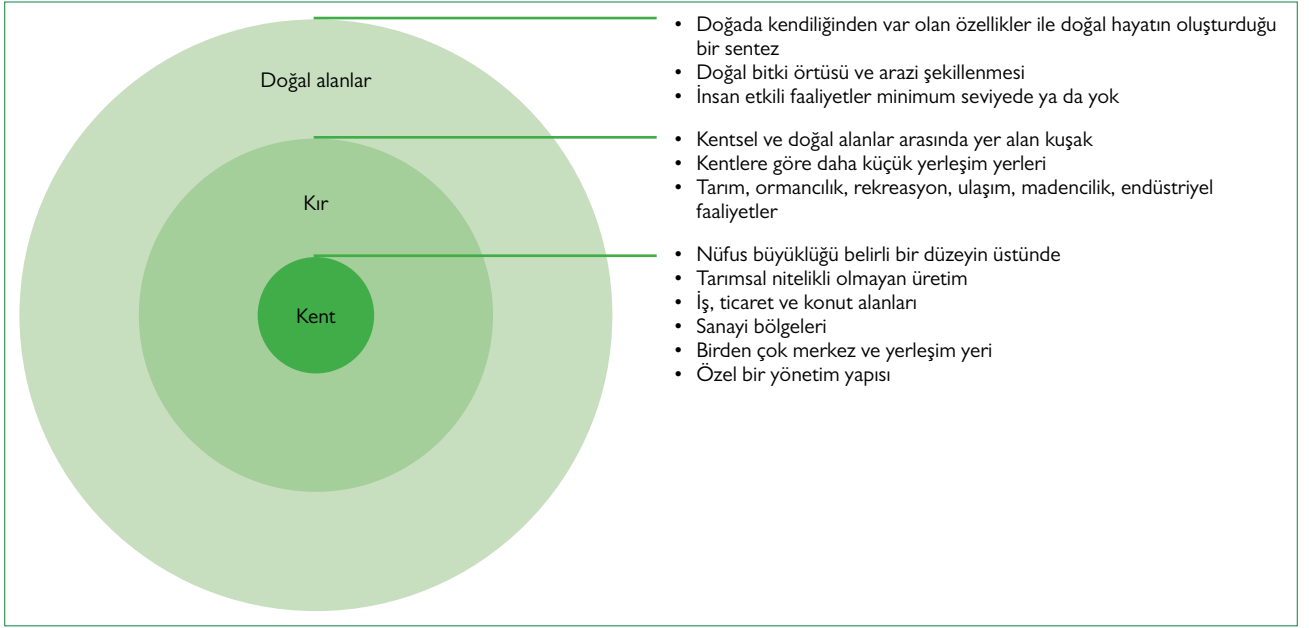 Doğal alanlar
Kır
Kent
• Doğada kendiliğinden var olan özellikler ile doğal hayatın oluşturduğu
bir sentez
• Doğal bitki örtüsü ve arazi şekillenmesi
• İnsan etkili faaliyetler minimum seviyede ya da yok
• Kentsel ve doğal alanlar arasında yer alan kuşak
• Kentlere göre daha küçük yerleşim yerleri
• Tarım, ormancılık, rekreasyon, ulaşım, madencilik, endüstriyel
faaliyetler
• Nüfus büyüklüğü belirli bir düzeyin üstünde
• Tarımsal nitelikli olmayan üretim
• İş, ticaret ve konut alanları
• Sanayi bölgeleri
• Birden çok merkez ve yerleşim yeri
• Özel bir yönetim yapısı